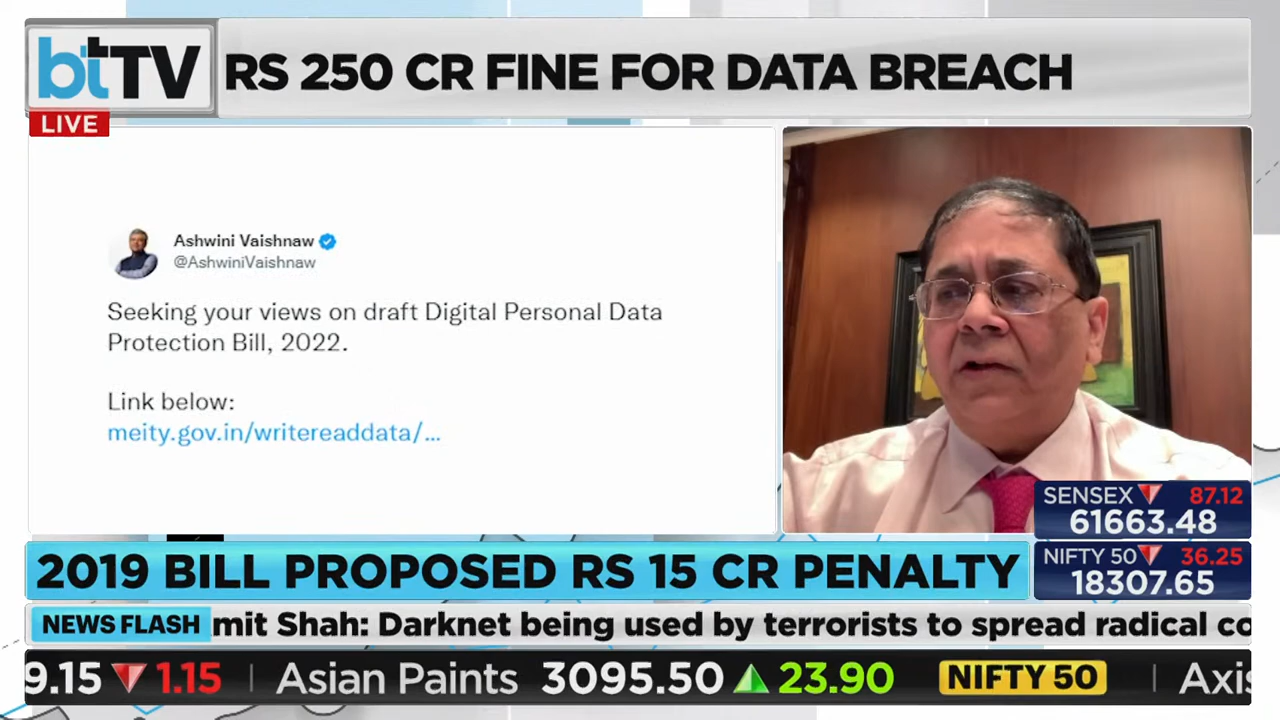 btTV
RS 250 CR FINE FOR DATA BREACH
LIVE
Ashwini Vaishnaw
@AshwiniVaishnaw
Seeking your views on draft Digital Personal Data
Protection Bill, 2022.
Link below:
meity.gov.in/writereaddata/...
SENSEX 87.12
61663.48
NIFTY 50 36.25
18307.65
2019 BILL PROPOSED RS 15 CR PENALTY
NEWS FLASH mit Shah: Darknet being used by terrorists to spread radical co
9.15 1.15 Asian Paints 3095.50 23.90 NIFTY 50 Axis